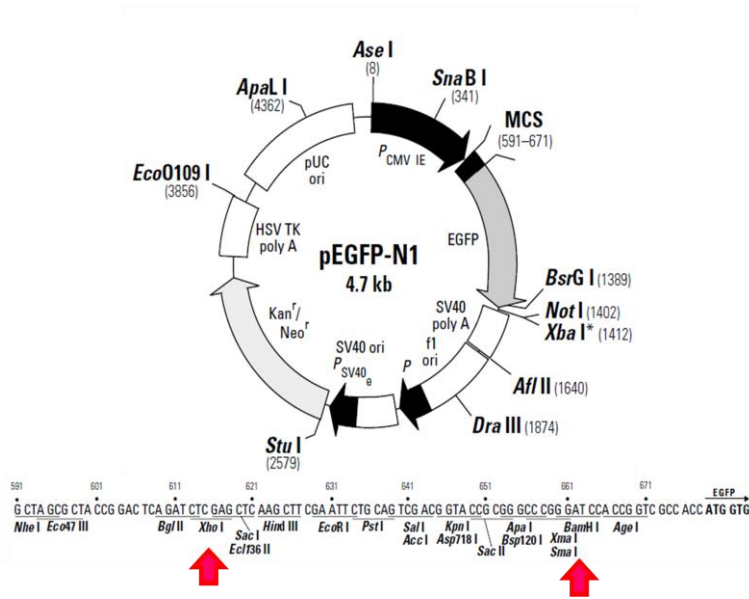 Ase I
(8)
SnaB I
(341)
ApaL I
(4362)
MCS
(591–671)
P CMV IE
pUC
ori
EcoO109 I
(3856)
HSV TK
poly A
EGFP
pEGFP-N1
4.7 kb
BsrG I (1389)
Not I (1402)
Xba I* (1412)
SV40
poly A
Kanr/
Neor
SV40 ori
P SV40e
P
f1
ori
Afl II (1640)
Dra III (1874)
Stu I
(2579)
591 601 611 621 631 641 651 661 671 EGFP
G CTA GCG CTA CCG GAC TCA GAT CTC GAG CTC AAG CTT CGA ATT CTG CAG TCG ACG GTA CCG CGG GCC CGG GAT CCA CCG GTC GCC ACC ATG GTG
Nhe I Eco47 III Bgl II Xho I Hind III EcoR I Pst I Sal I Kpn I Apa I BamH I Age I
Sac I Acc I Asp718 I Bsp120 I Xma I
Ecl136 II Sac II Sma I